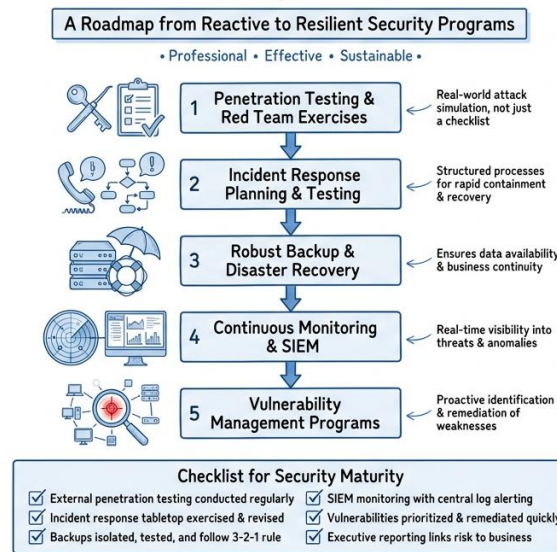 A Roadmap from Reactive to Resilient Security Programs
• Professional • Effective • Sustainable •
1 Penetration Testing &
Red Team Exercises
Real-world attack
simulation, not just
a checklist
2 Incident Response
Planning & Testing
Structured processes
for rapid containment
& recovery
3 Robust Backup &
Disaster Recovery
Ensures data availability
& business continuity
4 Continuous Monitoring
& SIEM
Real-time visibility into
threats & anomalies
5 Vulnerability
Management Programs
Proactive identification
& remediation of
weaknesses
Checklist for Security Maturity
External penetration testing conducted regularly
Incident response tabletop exercised & revised
Backups isolated, tested, and follow 3-2-1 rule
SIEM monitoring with central log alerting
Vulnerabilities prioritized & remediated quickly
Executive reporting links risk to business